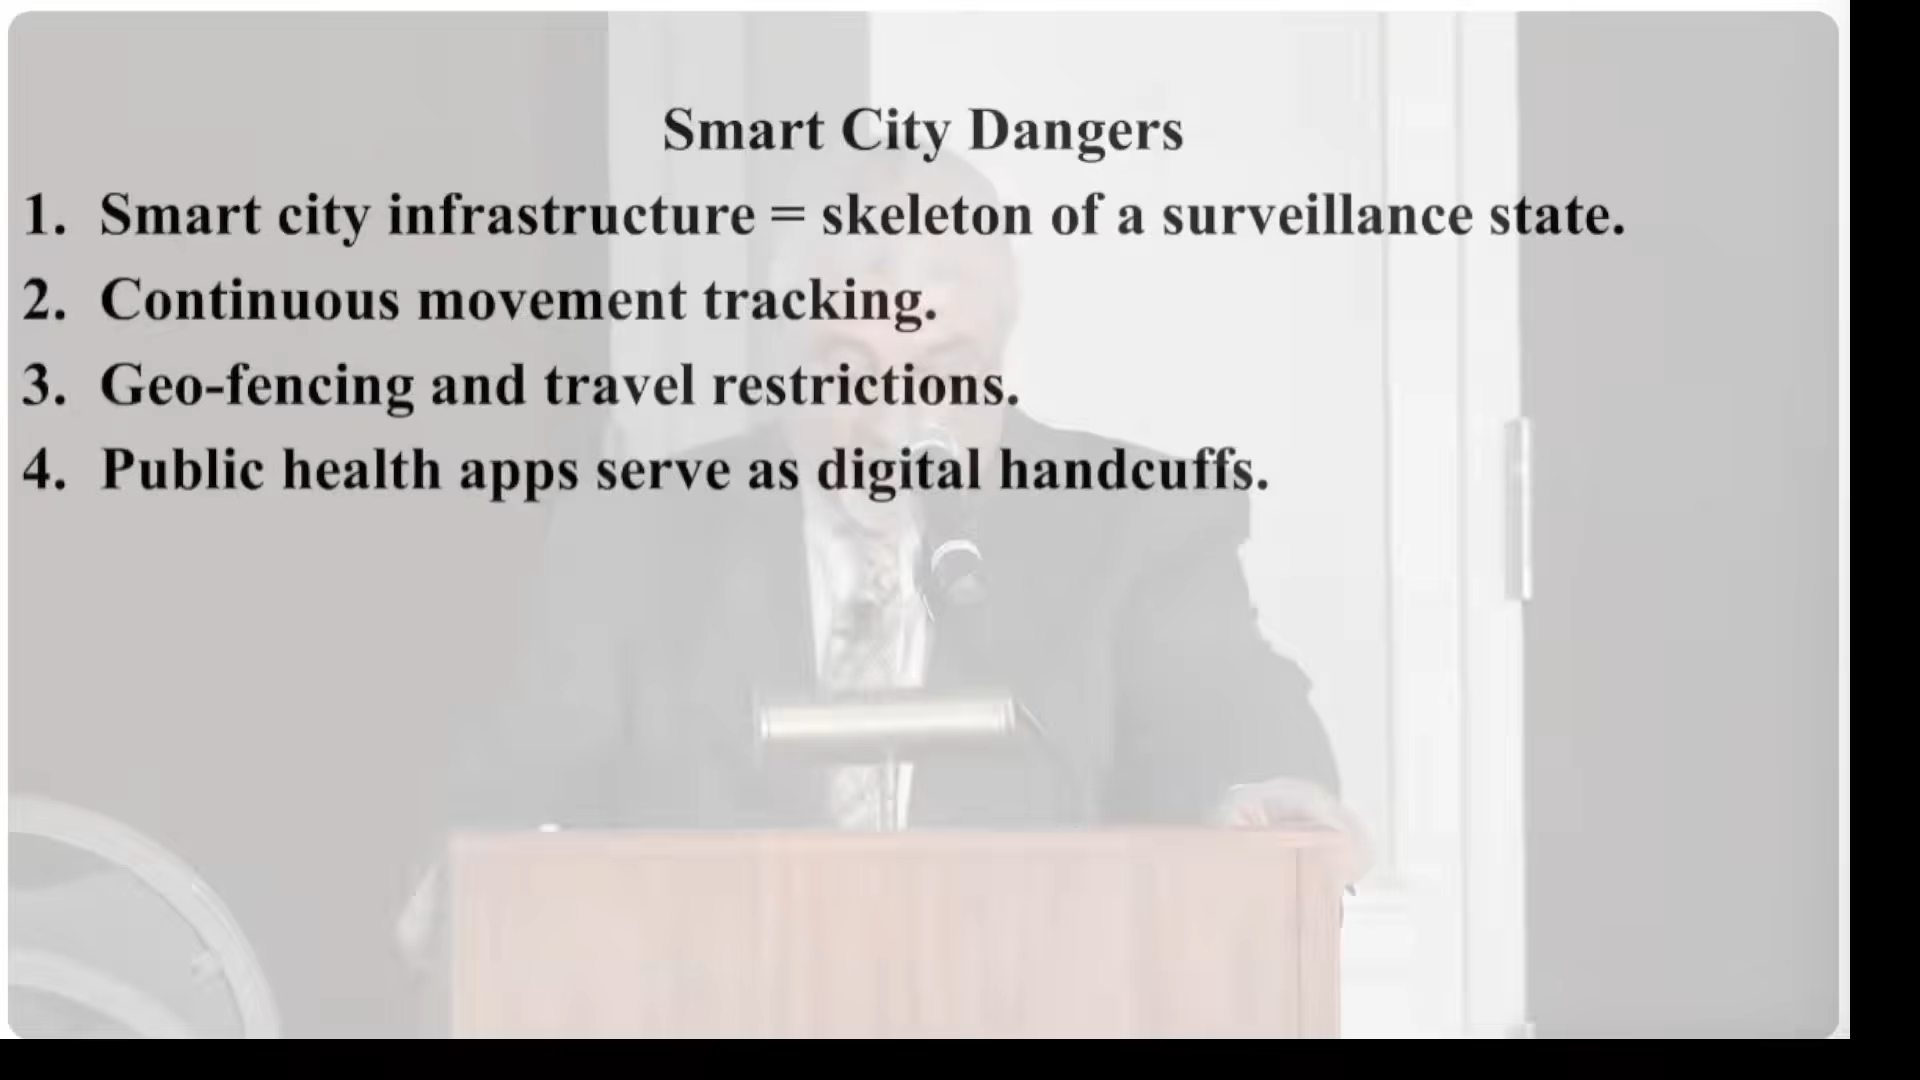 Smart City Dangers
1. Smart city infrastructure = skeleton of a surveillance state.
2. Continuous movement tracking.
3. Geo-fencing and travel restrictions.
4. Public health apps serve as digital handcuffs.